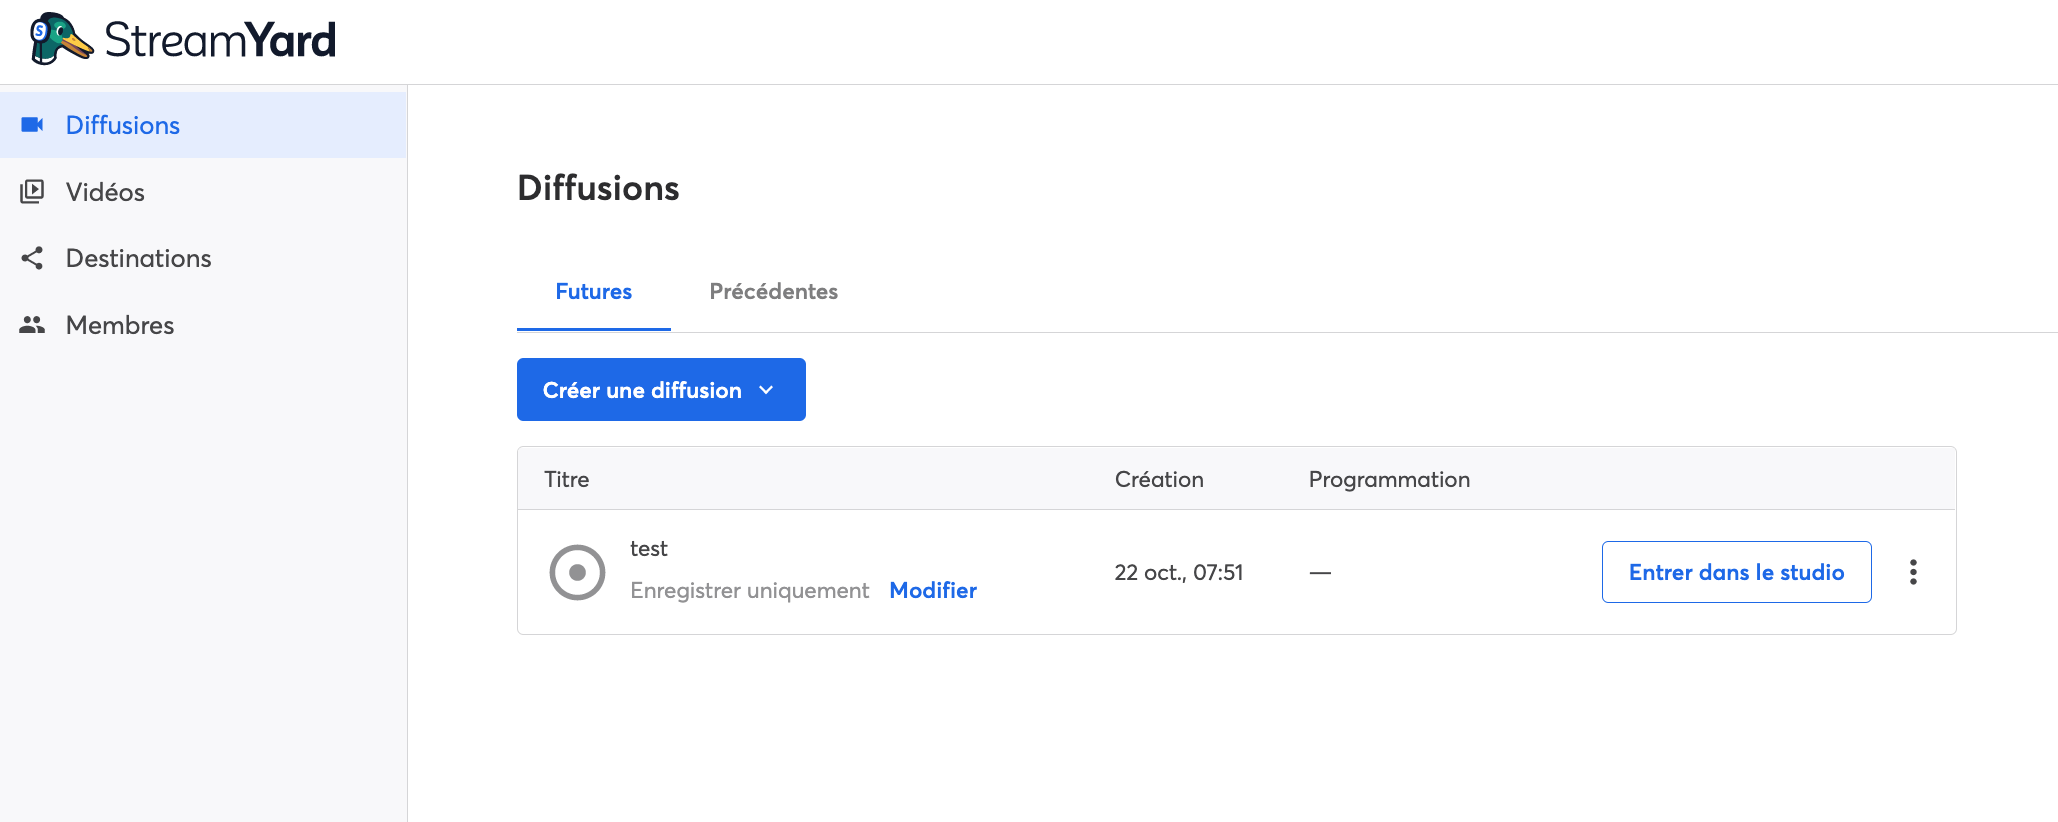 StreamYard
Diffusions
Vidéos
Destinations
Membres
Diffusions
Futures Précédentes
Créer une diffusion
Titre Création Programmation
test
Enregistrer uniquement Modifier
22 oct., 07:51 — Entrer dans le studio